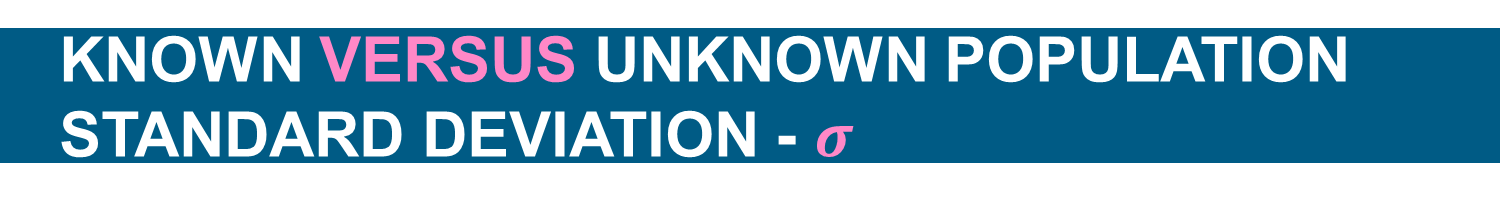 KNOWN VERSUS UNKNOWN POPULATION
STANDARD DEVIATION - σ